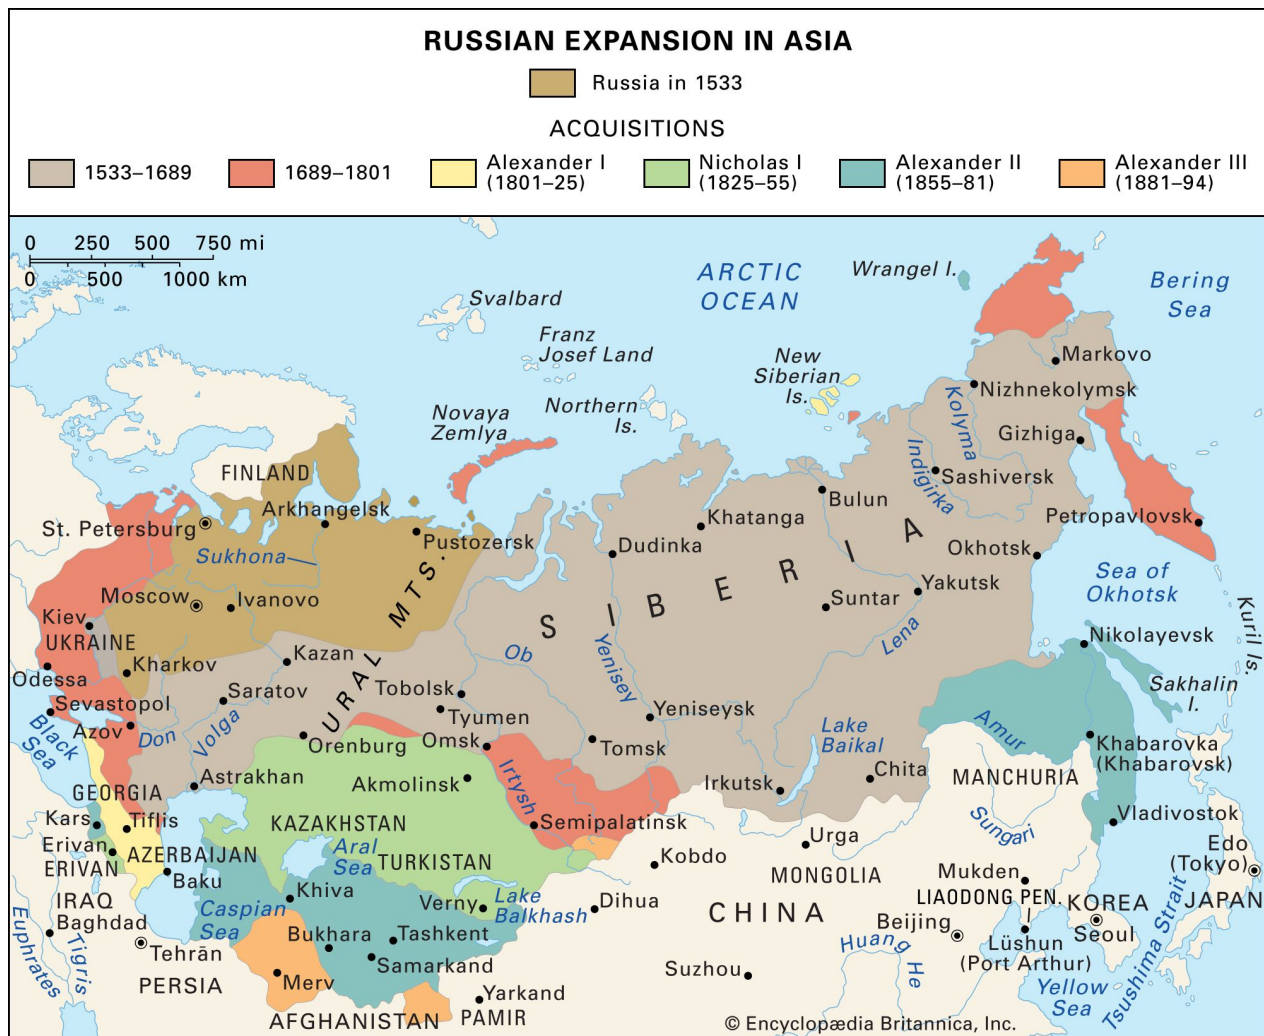 RUSSIAN EXPANSION IN ASIA
Russia in 1533
ACQUISITIONS
1533–1689
1689–1801
Alexander I
(1801–25)
Nicholas I
(1825–55)
Alexander II
(1855–81)
Alexander III
(1881–94)
0 250 500 750 mi
0 500 1000 km
ARCTIC
OCEAN
Wrangel I.
Bering
Sea
Svalbard
Franz
Josef Land
New
Siberian
Is.
Markovo
Nizhnekolymsk
Novaya
Zemlya
Northern
Is.
Kolyma
Gizhiga
Indigirka
Sashiversk
FINLAND
Arkhangelsk
Bulun
St. Petersburg
Khatanga
Petropavlovsk
Pustozersk
Sukhona
Dudinka
Okhotsk
SIBERIA
Sea of
Okhotsk
Yakutsk
Moscow
Ivanovo
URAL MTS.
Suntar
Kuril Is.
Kiev
UKRAINE
Lena
Nikolayevsk
Kharkov
Kazan
Ob
Yenisey
Odessa
Saratov
Tobolsk
Sakhalin
I.
Sevastopol
Tyumen
Yeniseysk
Black
Sea
Azov
Don
Volga
Orenburg
Omsk
Tomsk
Lake
Baikal
Amur
Khabarovka
(Khabarovsk)
Astrakhan
Akmolinsk
Irtysh
Irkutsk
Chita
MANCHURIA
GEORGIA
Kars
Tiflis
KAZAKHSTAN
Semipalatinsk
Urga
Sungari
Vladivostok
Erivan
ERIVAN
AZERBAIJAN
Aral
Sea
TURKISTAN
Kobdo
Edo
(Tokyo)
Baku
Khiva
MONGOLIA
Mukden
IRAQ
Baghdad
Caspian
Sea
Verny
Lake
Balkhash
Dihua
CHINA
LIAODONG PEN.
KOREA
JAPAN
Euphrates
Tigris
Tehrān
Bukhara
Tashkent
Beijing
Seoul
Huang He
Lüshun
(Port Arthur)
Tsushima Strait
PERSIA
Merv
Samarkand
Suzhou
Yellow
Sea
Yarkand
AFGHANISTAN
PAMIR
© Encyclopædia Britannica, Inc.